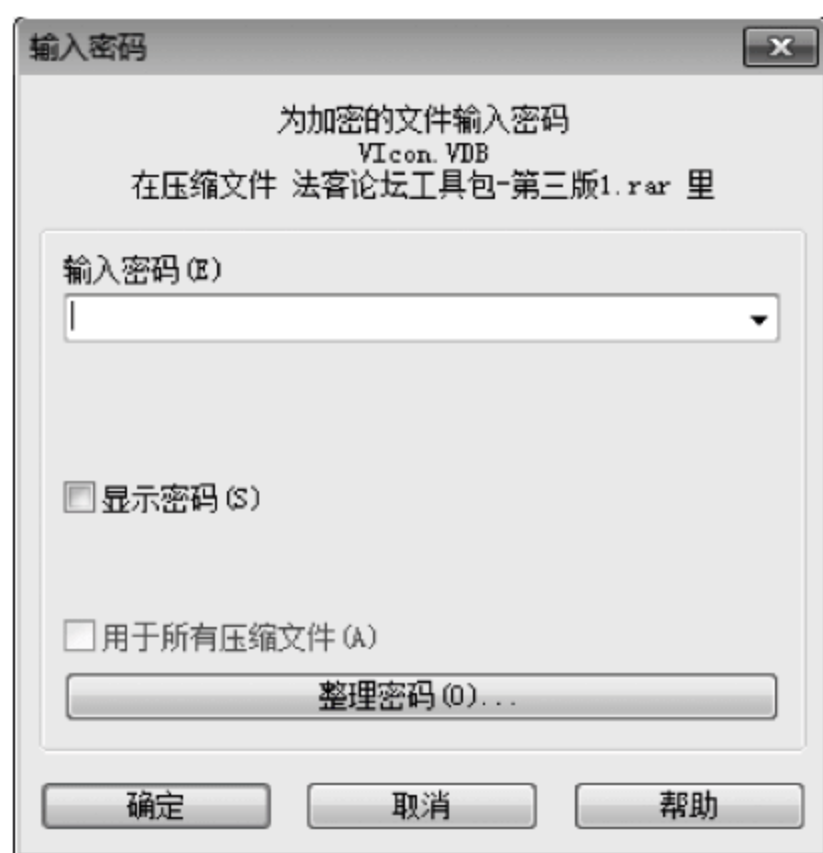 输入密码
为加密的文件输入密码
VIcon.VDB
在压缩文件 法客论坛工具包-第三版1.rar 里
输入密码(E)
显示密码(S)
用于所有压缩文件(A)
整理密码(O)...
确定 取消 帮助